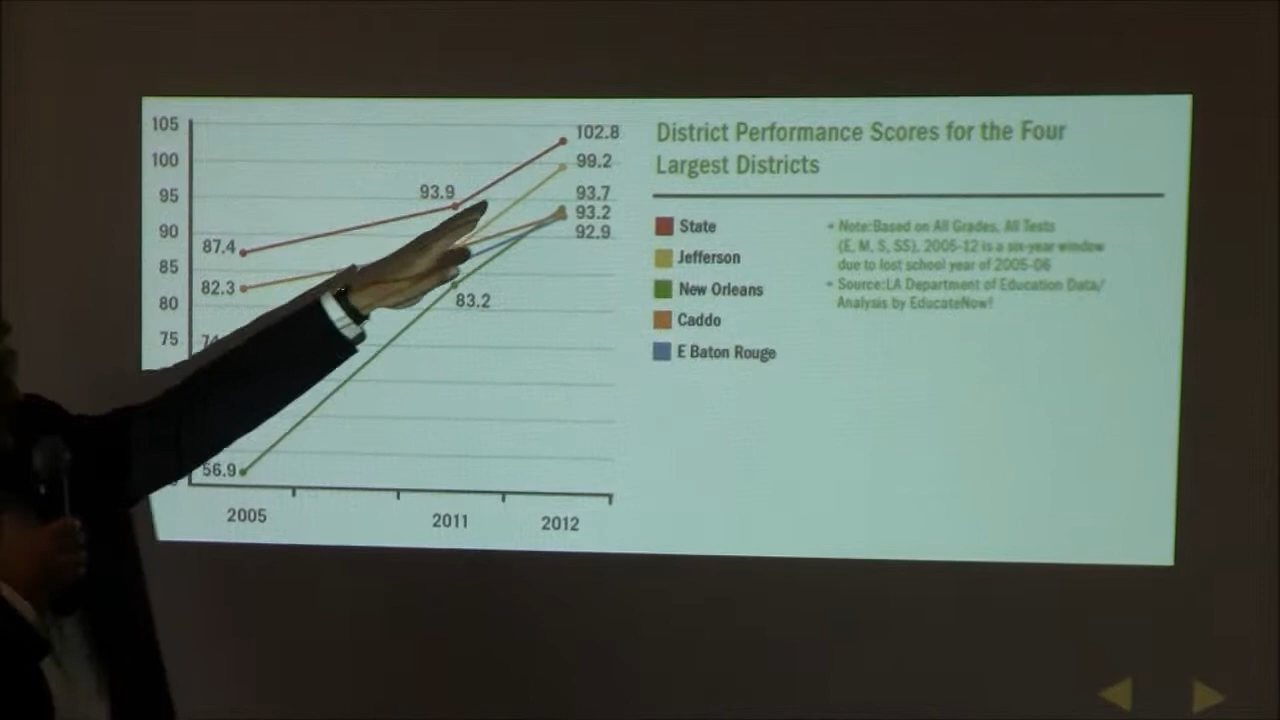 District Performance Scores for the Four
Largest Districts
State
Jefferson
New Orleans
Caddo
E Baton Rouge
• Note:Based on All Grades, All Tests
(E, M, S, SS), 2005-12 is a six-year window
due to lost school year of 2005-06
• Source:LA Department of Education Data/
Analysis by EducateNow!
105
100
95
90
85
80
75
87.4
82.3
56.9
93.9
83.2
102.8
99.2
93.7
93.2
92.9
2005
2011
2012